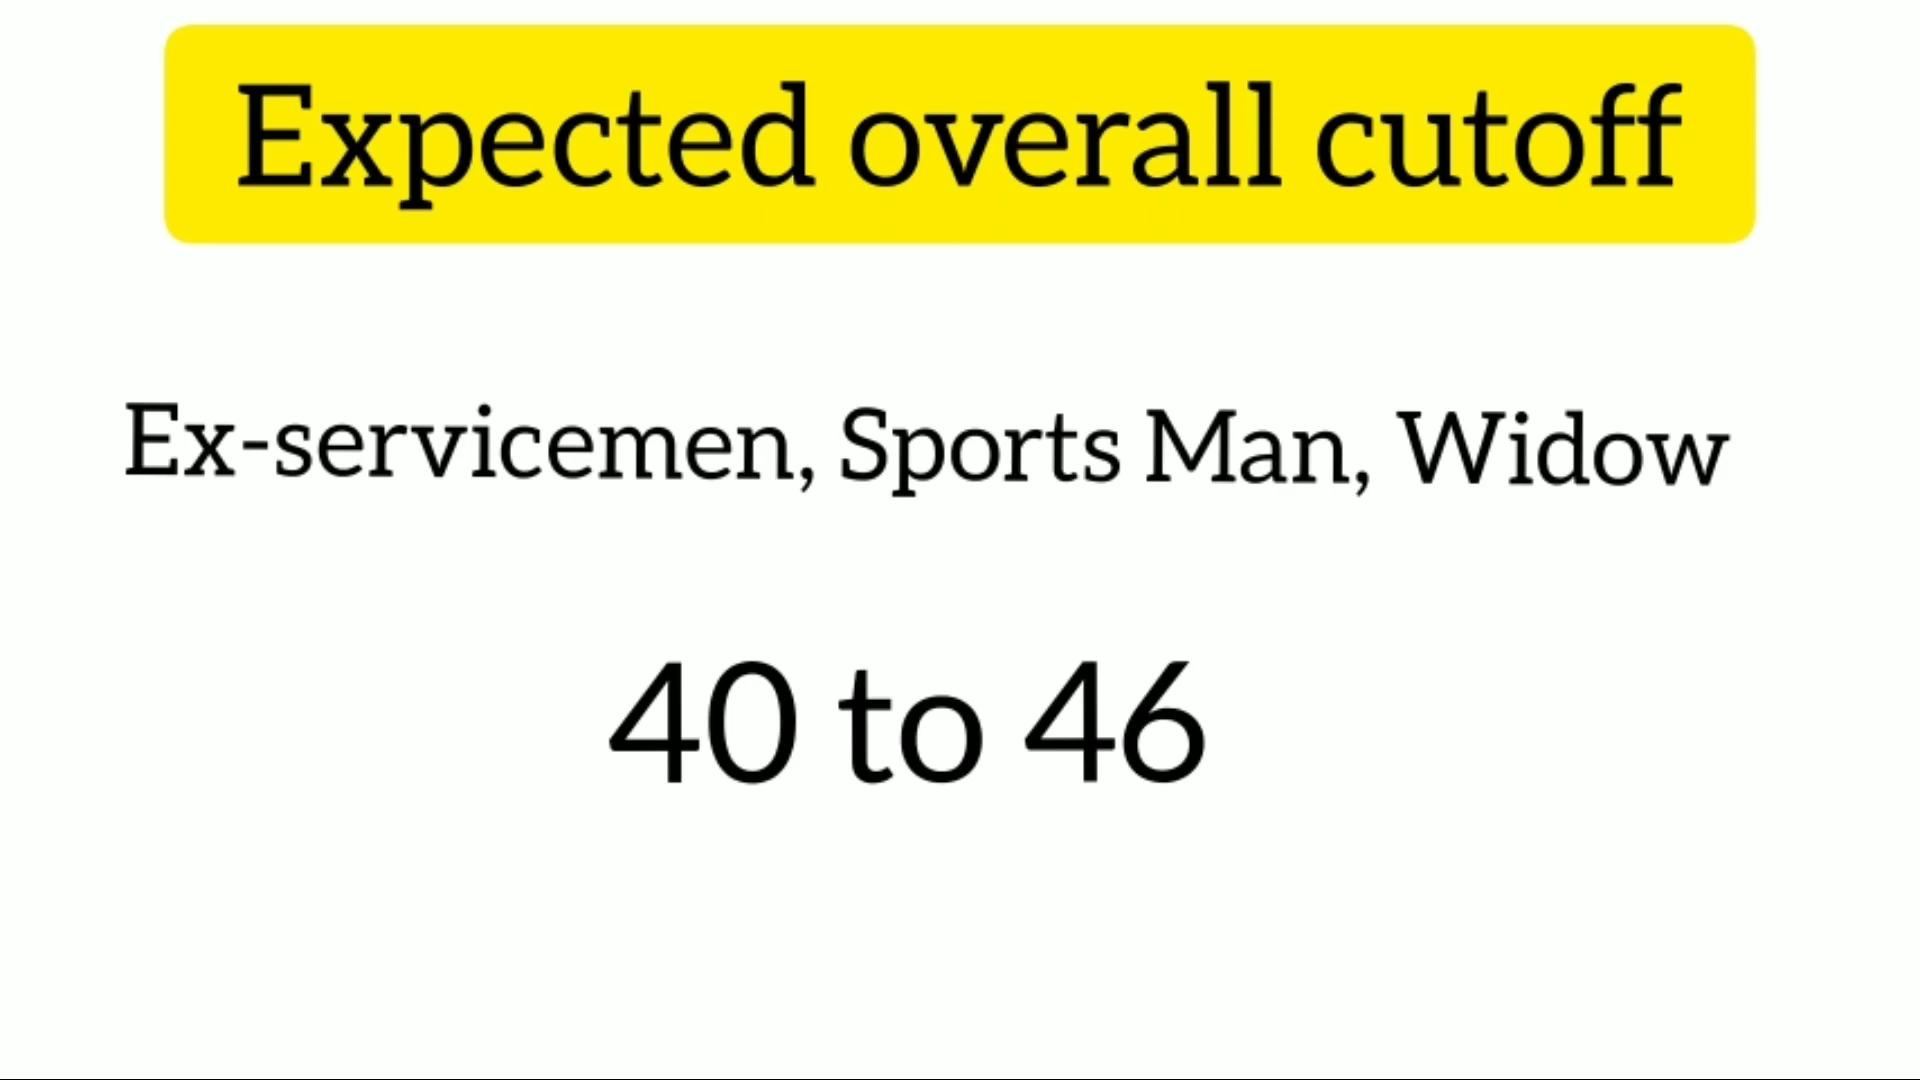 Expected overall cutoff
Ex-servicemen, Sports Man, Widow
40 to 46